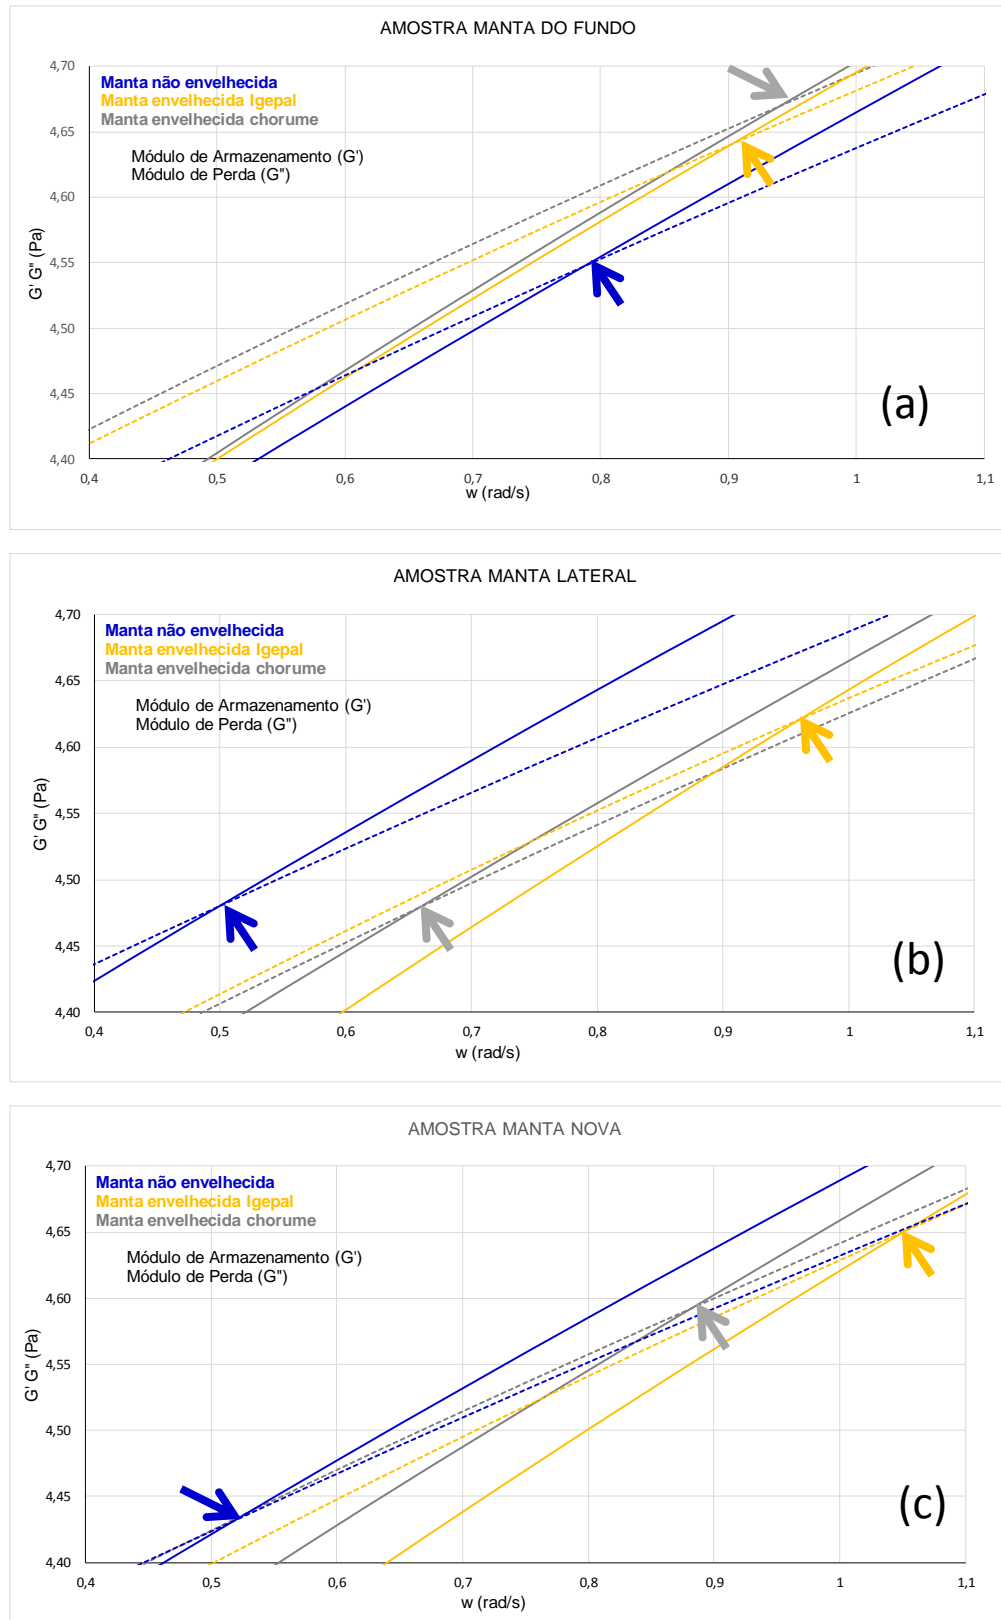 AMOSTRA MANTA DO FUNDO
4,70
Manta não envelhecida
Manta envelhecida Igepal
4,65
Manta envelhecida chorume
Módulo de Armazenamento (G')
Módulo de Perda (G")
4,60
G' G" (Pa)
4,55
4,50
4,45
(a)
4,40
0,4 0,5 0,6 0,7 0,8 0,9 1 1,1
w (rad/s)
AMOSTRA MANTA LATERAL
4,70
Manta não envelhecida
Manta envelhecida Igepal
Manta envelhecida chorume
4,65
Módulo de Armazenamento (G')
Módulo de Perda (G")
4,60
G' G" (Pa)
4,55
4,50
4,45
(b)
4,40
0,4 0,5 0,6 0,7 0,8 0,9 1 1,1
w (rad/s)
AMOSTRA MANTA NOVA
4,70
Manta não envelhecida
Manta envelhecida Igepal
Manta envelhecida chorume
4,65
Módulo de Armazenamento (G')
Módulo de Perda (G")
4,60
G' G" (Pa)
4,55
4,50
4,45
(c)
4,40
0,4 0,5 0,6 0,7 0,8 0,9 1 1,1
w (rad/s)